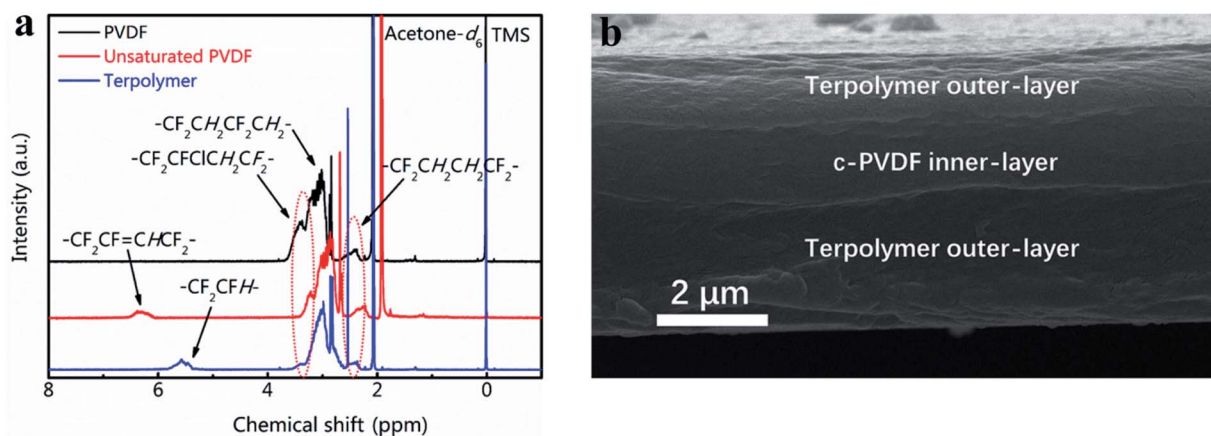 a
PVDF
Unsaturated PVDF
Terpolymer
Acetone-d₆
TMS
-CF₂CH₂CF₂CH₂-
-CF₂CFClCH₂CF₂-
-CF₂CH₂CH₂CF₂-
-CF₂CF=CHCF₂-
-CF₂CFH-
Intensity (a.u.)
8 6 4 2 0
Chemical shift (ppm)
b
Terpolymer outer-layer
c-PVDF inner-layer
Terpolymer outer-layer
2 μm